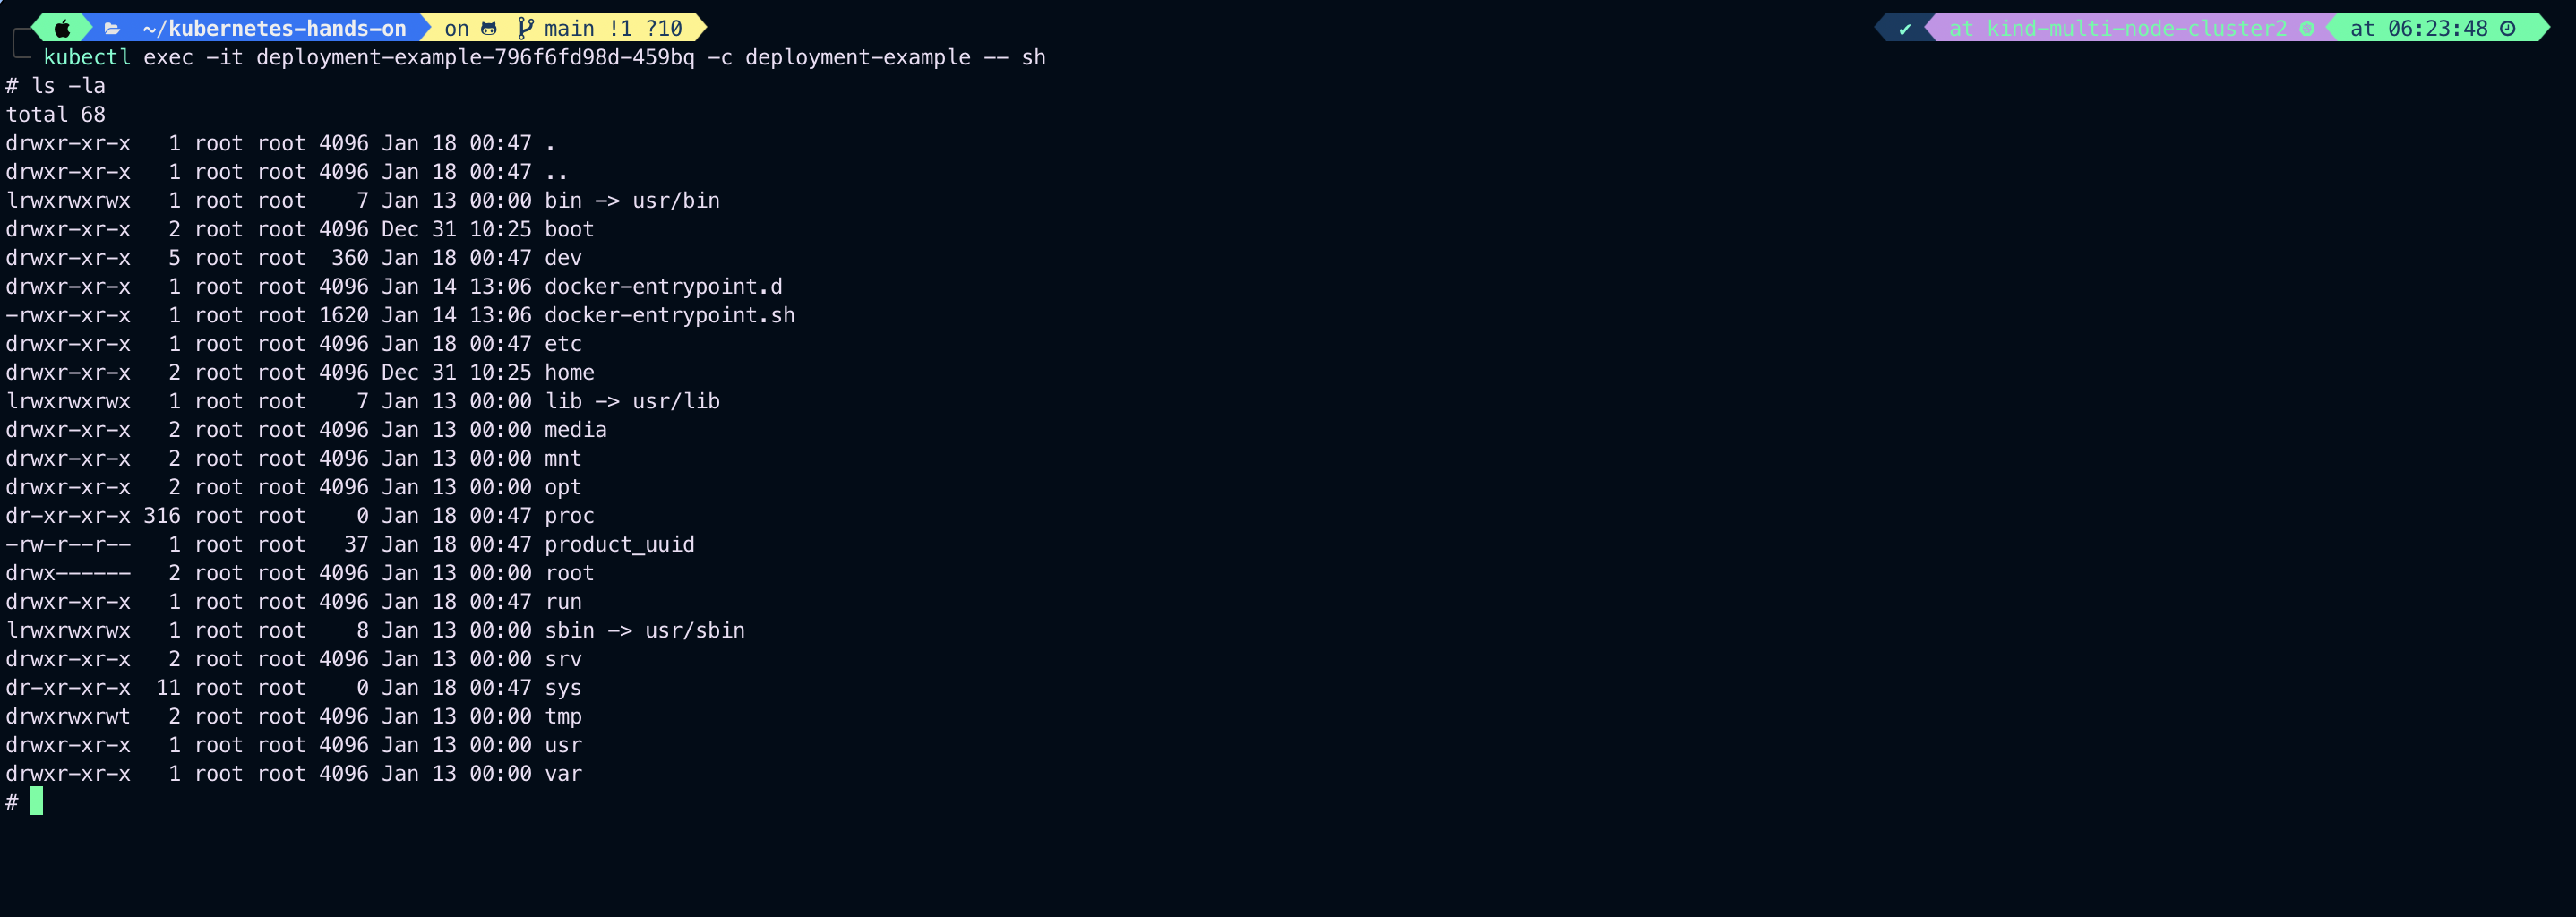 ~/kubernetes-hands-on on main !1 ?10 ✔ at kind-multi-node-cluster2 at 06:23:48
kubectl exec -it deployment-example-796f6fd98d-459bq -c deployment-example -- sh
# ls -la
total 68
drwxr-xr-x   1 root root 4096 Jan 18 00:47 .
drwxr-xr-x   1 root root 4096 Jan 18 00:47 ..
lrwxrwxrwx   1 root root    7 Jan 13 00:00 bin -> usr/bin
drwxr-xr-x   2 root root 4096 Dec 31 10:25 boot
drwxr-xr-x   5 root root  360 Jan 18 00:47 dev
drwxr-xr-x   1 root root 4096 Jan 14 13:06 docker-entrypoint.d
-rwxr-xr-x   1 root root 1620 Jan 14 13:06 docker-entrypoint.sh
drwxr-xr-x   1 root root 4096 Jan 18 00:47 etc
drwxr-xr-x   2 root root 4096 Dec 31 10:25 home
lrwxrwxrwx   1 root root    7 Jan 13 00:00 lib -> usr/lib
drwxr-xr-x   2 root root 4096 Jan 13 00:00 media
drwxr-xr-x   2 root root 4096 Jan 13 00:00 mnt
drwxr-xr-x   2 root root 4096 Jan 13 00:00 opt
dr-xr-xr-x 316 root root    0 Jan 18 00:47 proc
-rw-r--r--   1 root root   37 Jan 18 00:47 product_uuid
drwx------   2 root root 4096 Jan 13 00:00 root
drwxr-xr-x   1 root root 4096 Jan 18 00:47 run
lrwxrwxrwx   1 root root    8 Jan 13 00:00 sbin -> usr/sbin
drwxr-xr-x   2 root root 4096 Jan 13 00:00 srv
dr-xr-xr-x  11 root root    0 Jan 18 00:47 sys
drwxrwxrwt   2 root root 4096 Jan 13 00:00 tmp
drwxr-xr-x   1 root root 4096 Jan 13 00:00 usr
drwxr-xr-x   1 root root 4096 Jan 13 00:00 var
#